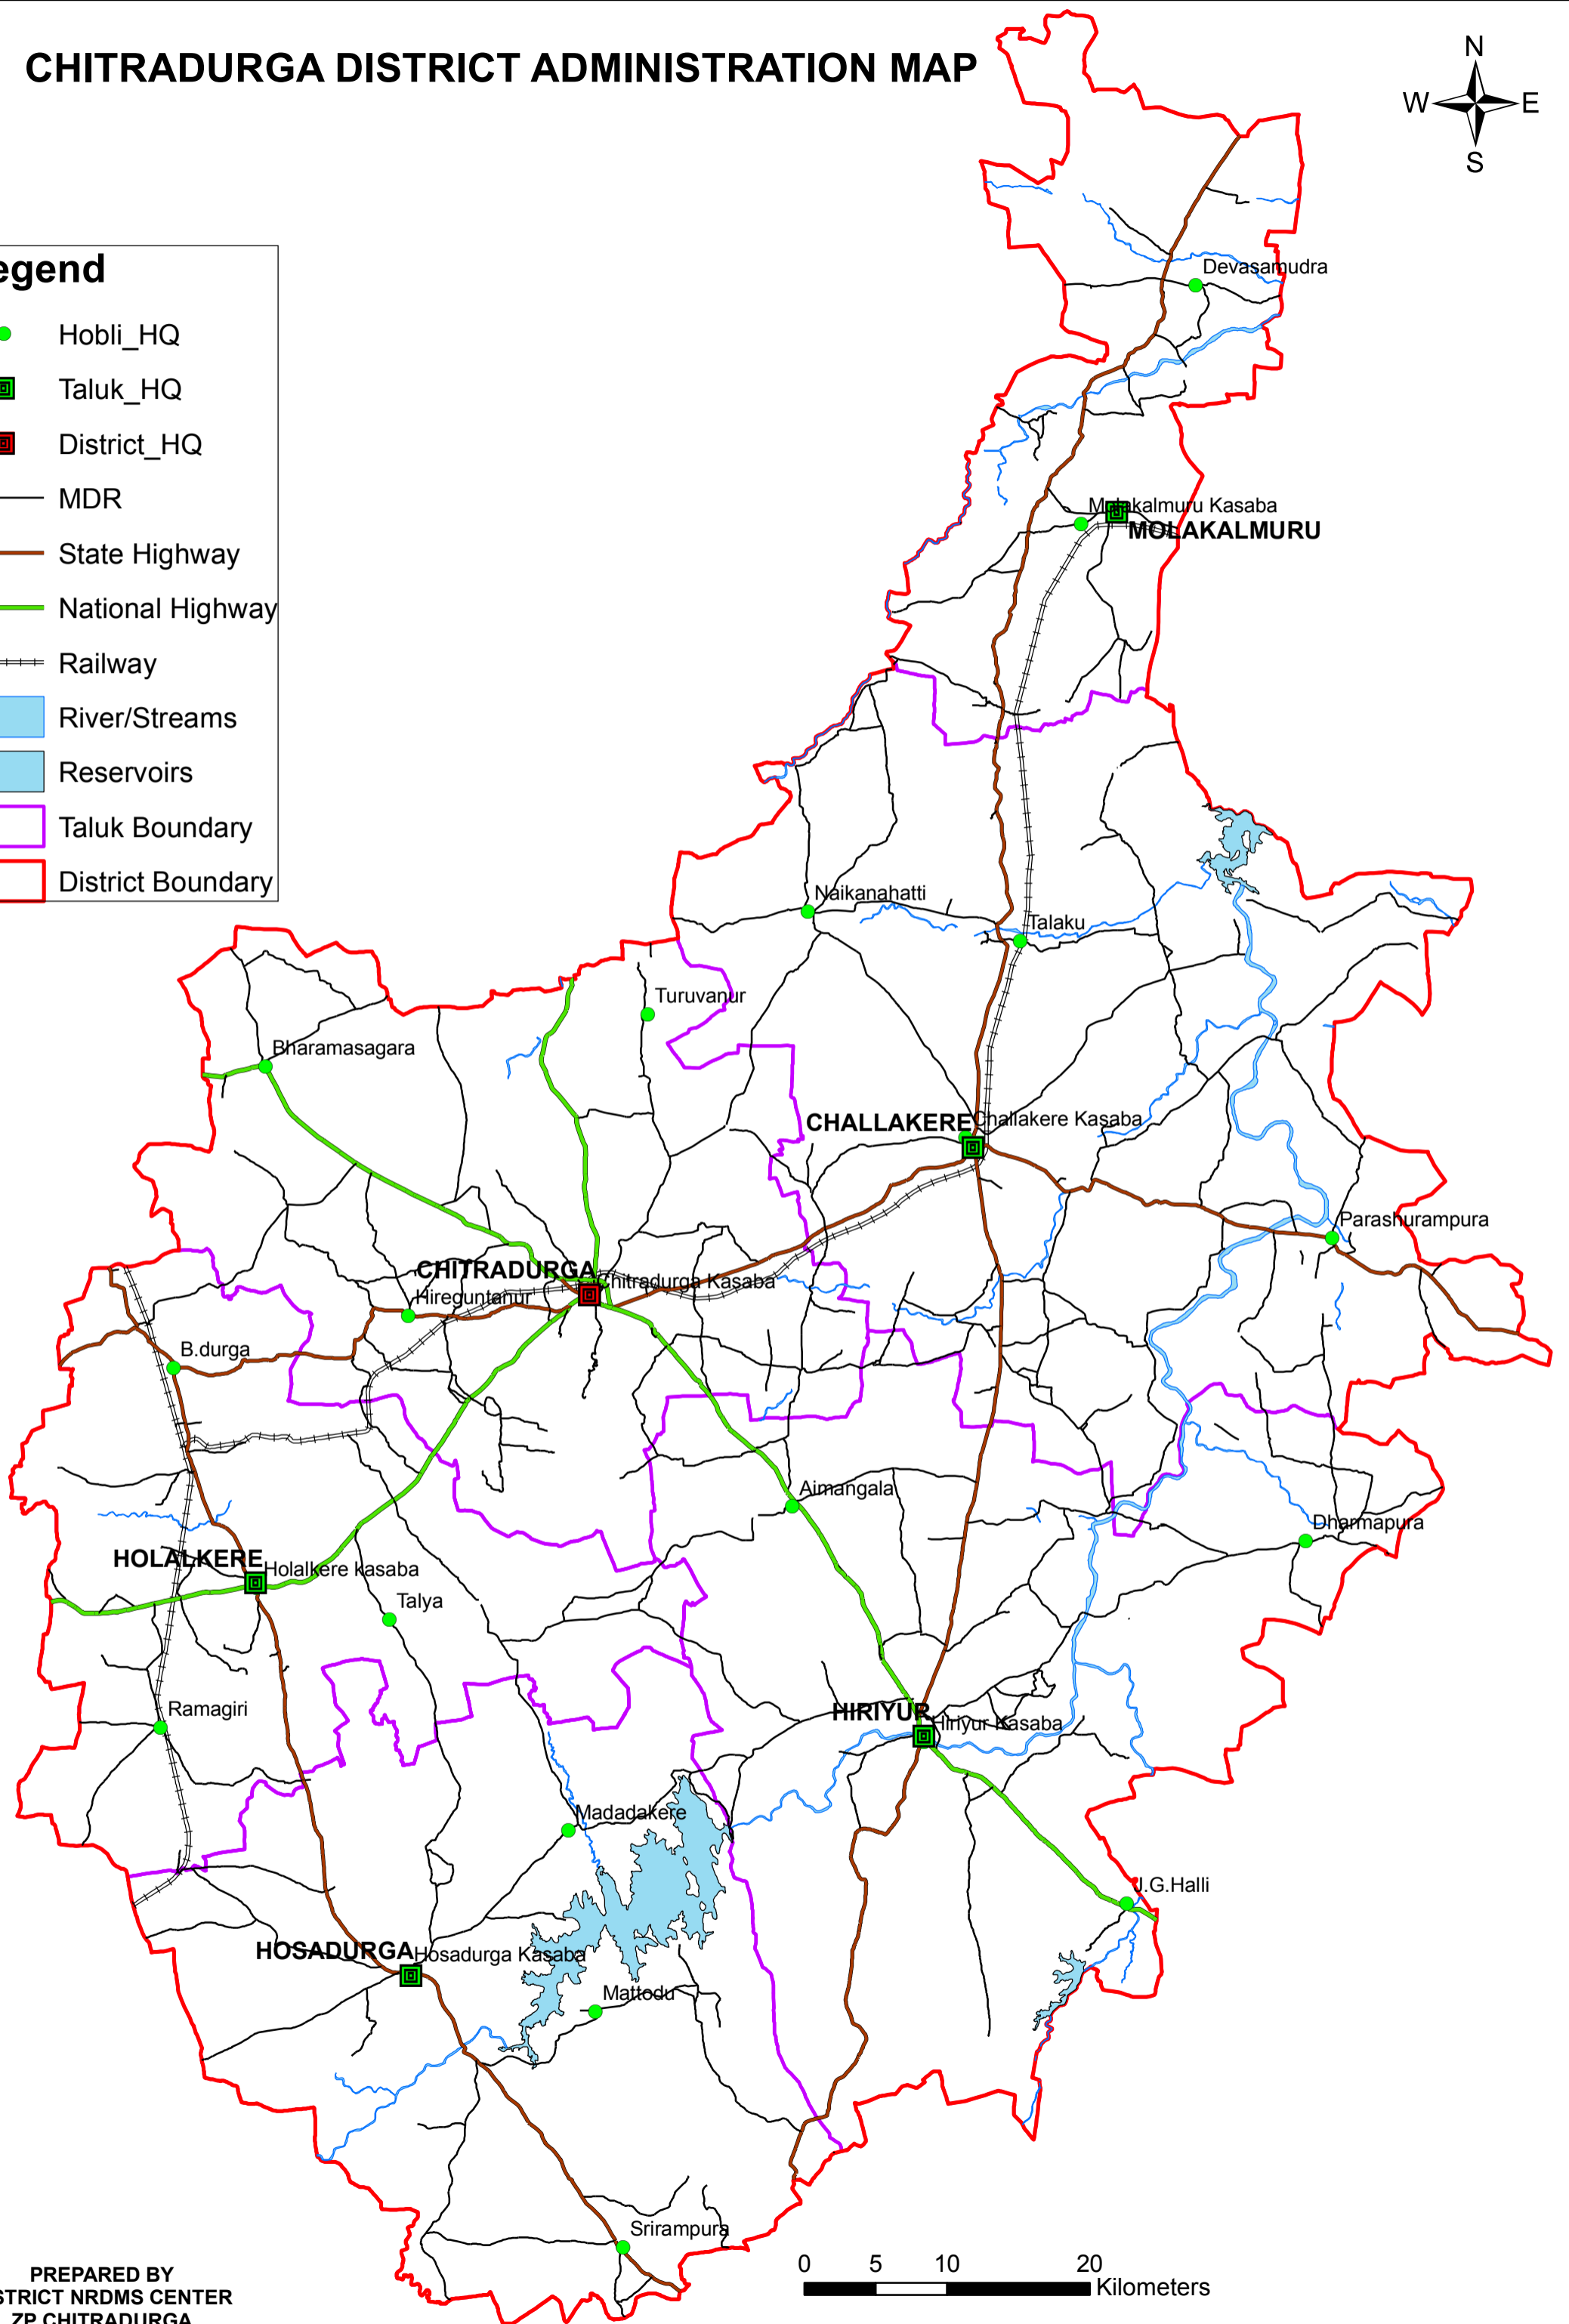 CHITRADURGA DISTRICT ADMINISTRATION MAP
N
W E
S
egend
Hobli_HQ
Taluk_HQ
District_HQ
MDR
State Highway
National Highway
Railway
River/Streams
Reservoirs
Taluk Boundary
District Boundary
Devasamudra
Molakalmuru Kasaba
MOLAKALMURU
Naikanahatti
Talaku
Turuvanur
Bharamasagara
CHALLAKERE
Challakere Kasaba
Parashurampura
CHITRADURGA
Chitradurga Kasaba
Hireguntanur
B.durga
Aimangala
Dharmapura
HOLALKERE
Holalkere kasaba
Talya
Ramagiri
HIRIYUR
Hiriyur Kasaba
Madadakere
J.G.Halli
HOSADURGA
Hosadurga Kasaba
Mattodu
Srirampura
0 5 10 20
Kilometers
PREPARED BY
STRICT NRDMS CENTER
ZP CHITRADURGA